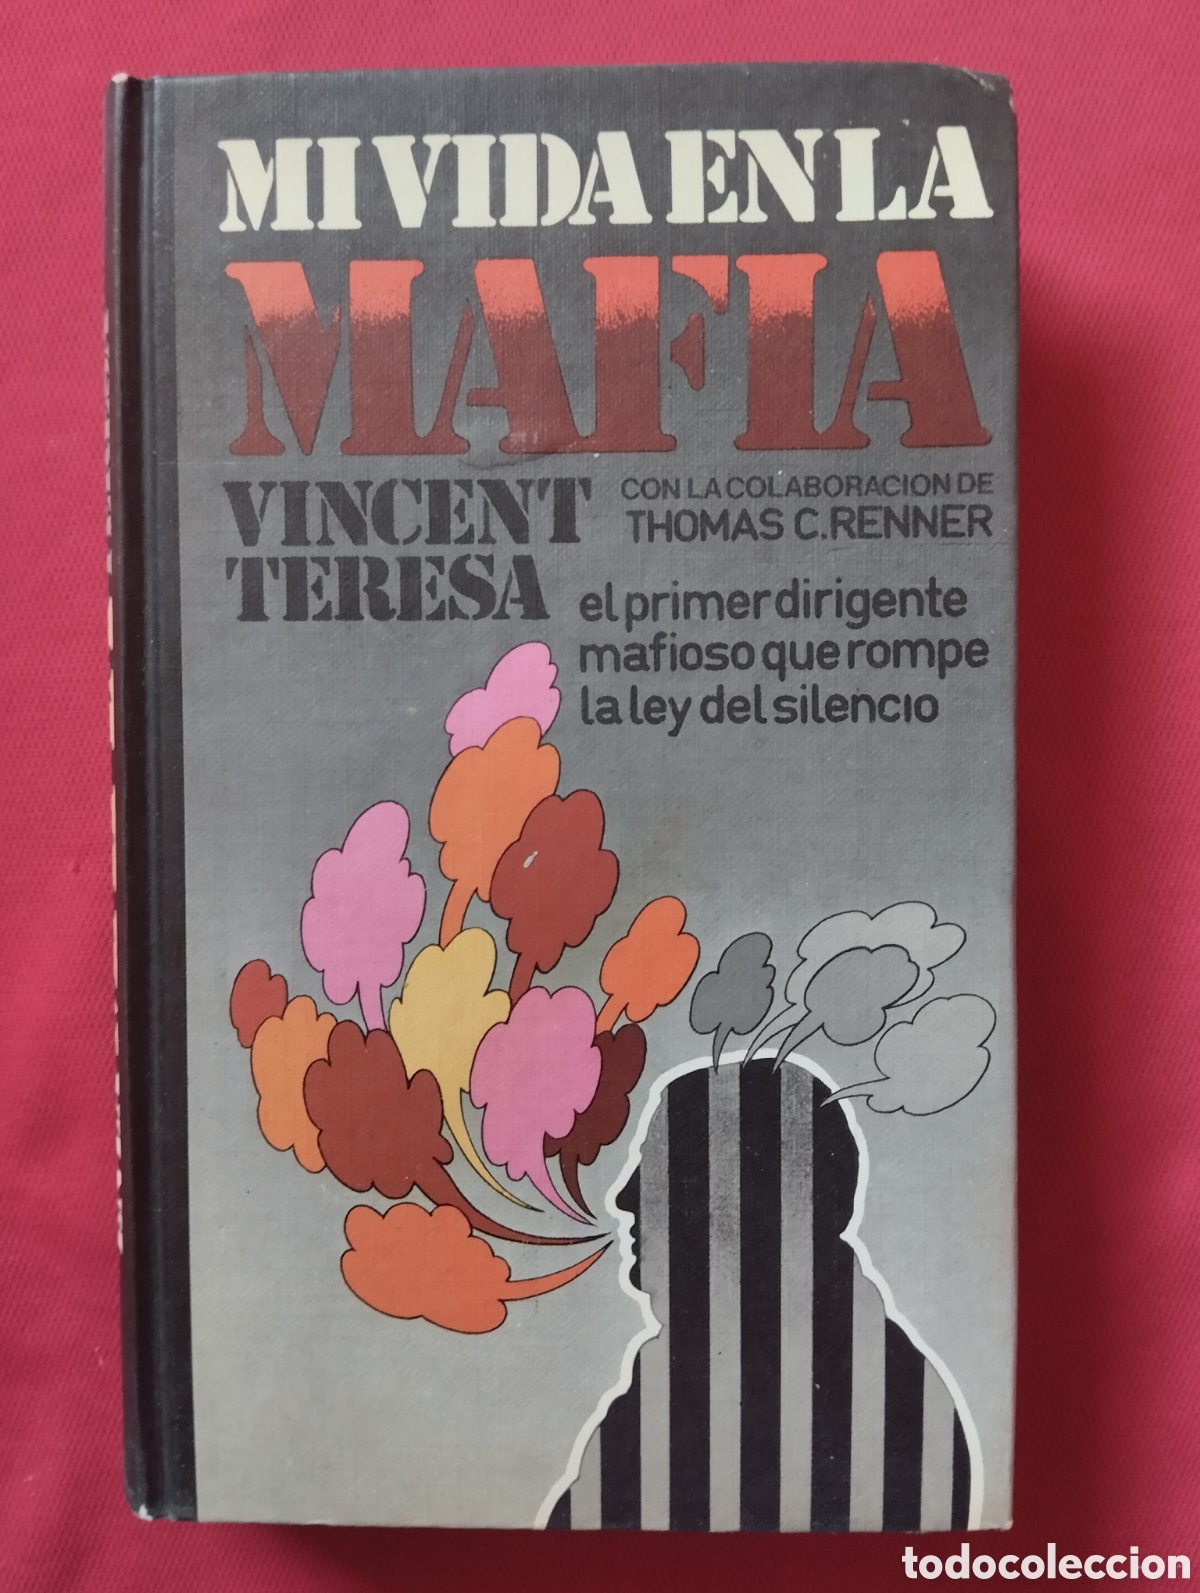 MI VIDA EN LA
MAFIA
VINCENT
TERESA
CON LA COLABORACION DE
THOMAS C. RENNER
el primer dirigente
mafioso que rompe
la ley del silencio
todocoleccion